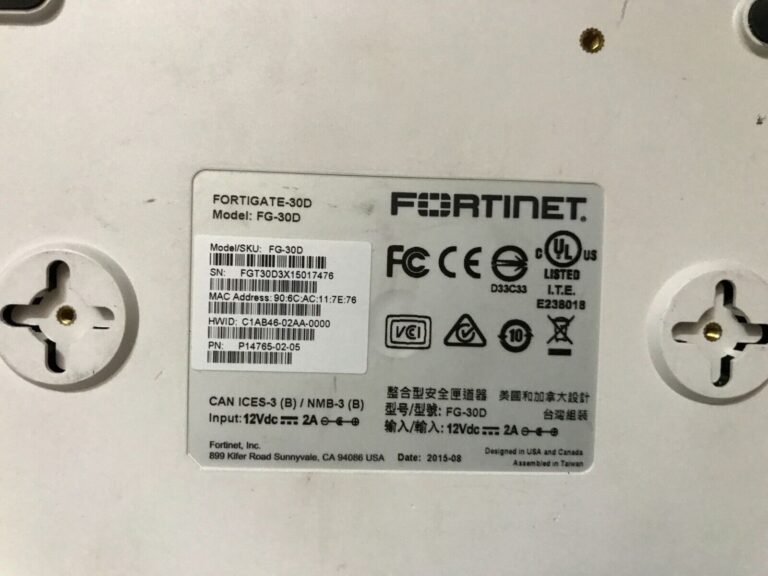 FORTIGATE-30D
Model: FG-30D
FORTINET.
Model/SKU: FG-30D
SN: FGT30D3X15017476
MAC Address: 90:6C:AC:11:7E:76
HWID: C1AB46-02AA-0000
PN: P14765-02-05
FC CE
D33C33
C UL US
LISTED
I.T.E.
E238018
VCCI
10
CAN ICES-3 (B) / NMB-3 (B)
Input: 12Vdc 2A
Fortinet, Inc.
899 Kifer Road Sunnyvale, CA 94086 USA
整合型安全匣道器 美國和加拿大設計
型号/型號: FG-30D 台灣組裝
输入/輸入: 12Vdc 2A
Date: 2015-08
Designed in USA and Canada
Assembled in Taiwan